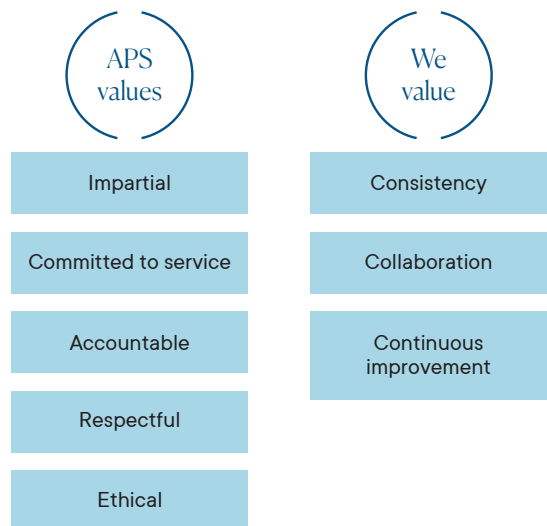 APS
values
Impartial
Committed to service
Accountable
Respectful
Ethical
We
value
Consistency
Collaboration
Continuous
improvement